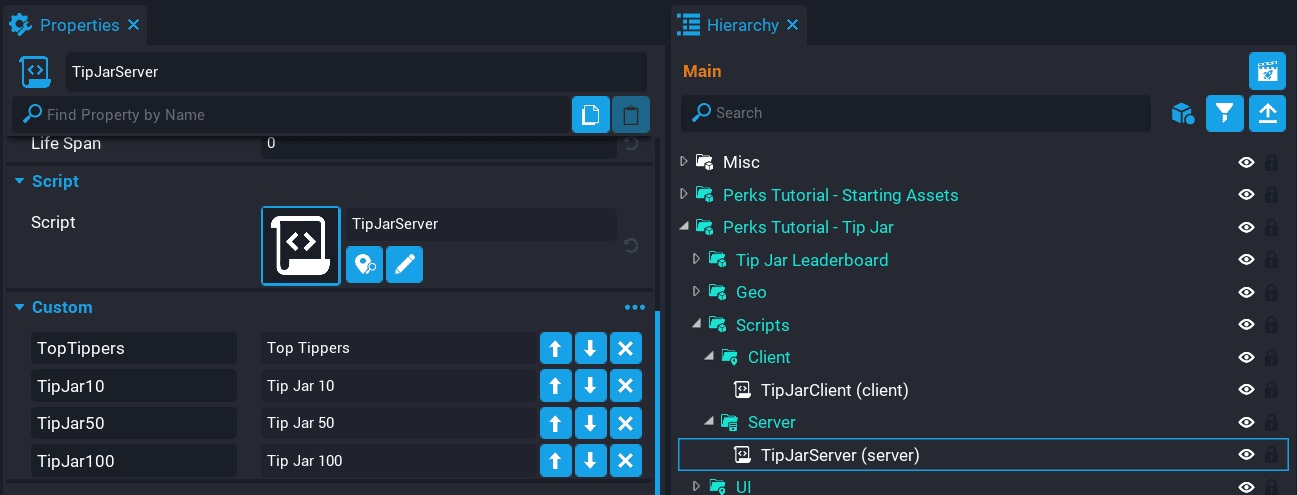 Properties
TipJarServer
Find Property by Name
Life Span 0
Script
Script TipJarServer
Custom
TopTippers Top Tippers
TipJar10 Tip Jar 10
TipJar50 Tip Jar 50
TipJar100 Tip Jar 100
Hierarchy
Main
Search
Misc
Perks Tutorial - Starting Assets
Perks Tutorial - Tip Jar
Tip Jar Leaderboard
Geo
Scripts
Client
TipJarClient (client)
Server
TipJarServer (server)
UI